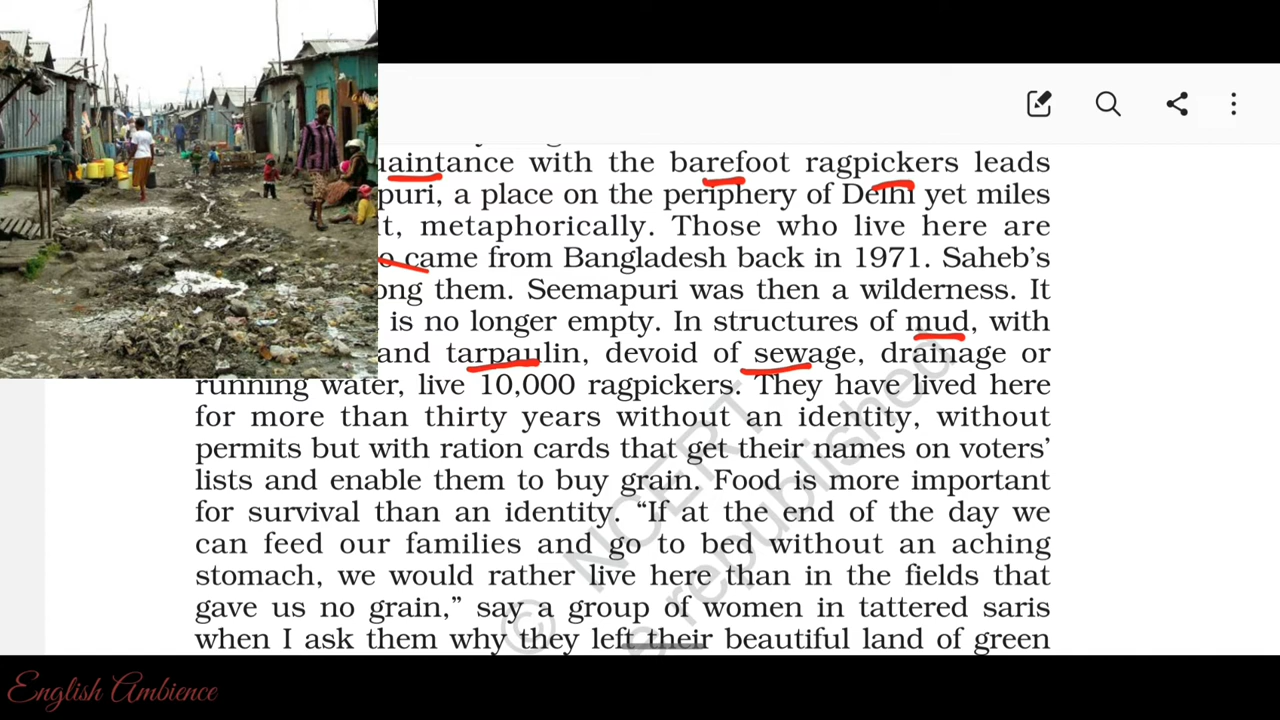 uaintance with the barefoot ragpickers leads
puri, a place on the periphery of Delhi yet miles
t, metaphorically. Those who live here are
o came from Bangladesh back in 1971. Saheb’s
ong them. Seemapuri was then a wilderness. It
is no longer empty. In structures of mud, with
and tarpaulin, devoid of sewage, drainage or
running water, live 10,000 ragpickers. They have lived here
for more than thirty years without an identity, without
permits but with ration cards that get their names on voters’
lists and enable them to buy grain. Food is more important
for survival than an identity. “If at the end of the day we
can feed our families and go to bed without an aching
stomach, we would rather live here than in the fields that
gave us no grain,” say a group of women in tattered saris
when I ask them why they left their beautiful land of green
© NCERT
republished
English Ambience